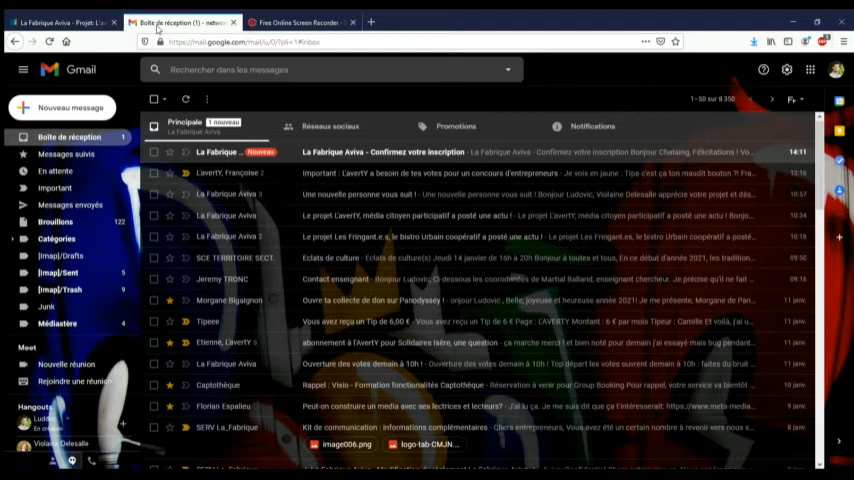 La Fabrique Aviva - Projet: L'av
Boîte de réception (1) - networ
Free Online Screen Recorder -
https://mail.google.com/mail/u/0/?pli=1#inbox
Gmail
Rechercher dans les messages
Nouveau message
1–50 sur 8 350
Principale 1 nouveau
La Fabrique Aviva
Réseaux sociaux
Promotions
Notifications
Boîte de réception 1
Messages suivis
En attente
Important
Messages envoyés
Brouillons 122
Catégories
[Imap]/Drafts
[Imap]/Sent 5
[Imap]/Trash 9
Junk
Médiastère 4
Meet
Nouvelle réunion
Rejoindre une réunion
Hangouts
Violaine Delesalle
La Fabrique .. Nouveau La Fabrique Aviva - Confirmez votre inscription - La Fabrique Aviva - Confirmez votre inscription Bonjour Chataing, Félicitations ! Vo... 14:11
L'avertY, Françoise 2 Important : L'avertY a besoin de tes votes pour un concours d'entrepreneurs - Je vois en jaune : Tips c'est ça ton maudit bouton ?! Fra... 12:16
La Fabrique Aviva 3 Une nouvelle personne vous suit ! - Une nouvelle personne vous suit ! Bonjour Ludovic, Violaine Delesalle apprécie votre projet et dés... 10:57
La Fabrique Aviva Le projet L'avertY, média citoyen participatif a posté une actu ! - Le projet L'avertY, média citoyen participatif a posté une actu ! Bonjo... 10:34
La Fabrique Aviva 2 Le projet Les Fringant.e.s, le bistro Urbain coopératif a posté une actu ! - Le projet Les Fringant.e.s, le bistro Urbain coopératif a posté... 10:18
SCE TERRITOIRE SECT. Eclats de culture - Eclats de culture(s) Jeudi 14 janvier de 16h à 20h Bonjour à toutes et tous, En ce début d'année 2021, les tradition... 09:50
Jeremy TRONC Contact enseignant - Bonjour Ludovic, Ci-dessous les coordonnées de Martial Balland, enseignant chercheur. Je précise qu'il ne fait ... 09:16
Morgane Bigaignon Ouvre ta collecte de don sur Panodyssey ! - onjour Ludovic , Belle, joyeuse et heureuse année 2021! Je me présente, Morgane de Pan... 11 janv.
Tipeee Vous avez reçu un Tip de 6,00 € - Vous avez reçu un Tip de 6 € Page : L'AVERTY Montant : 6 € par mois Tipeur : Camille Et voilà, j'ai u... 11 janv.
Etienne, L'avertY 5 abonnement à l'AvertY pour Solidaires Isère, une question - ça marche merci ! et bien noté pour demain j'ai essayé mais bug pendant... 11 janv.
La Fabrique Aviva Ouverture des votes demain à 10h ! - Ouverture des votes demain à 10h ! Top départ les votes ouvrent demain à 10h : faites du bruit ... 11 janv.
Captothèque Rappel : Visio - Formation fonctionalités Captothèque - Réservation à venir pour Group Booking Pour rappel, votre service va bientôt ... 10 janv.
Florian Espalieu Peut-on construire un media avec ses lectrices et lecteurs? - J'ai lu ça. Je me suis dit que ça t'intéresserait: https://www.meta-media... 9 janv.
SERV La_Fabrique Kit de communication : informations complémentaires - Chers entrepreneurs, Vous avez été un certain nombre à revenir vers nous s... 8 janv.
image006.png
logo-tab-CMJN...